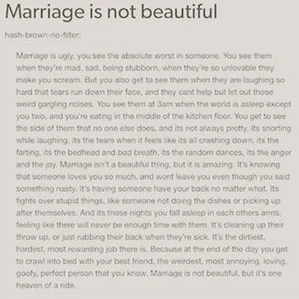 Marriage is not beautiful
hash-brown-no-filter:
Marriage is ugly, you see the absolute worst in someone. You see them
when they're mad, sad, being stubborn, when they're so unlovable they
make you scream. But you also get to see them when they are laughing so
hard that tears run down their face, and they cant help but let out those
weird gargling noises. You see them at 3am when the world is asleep except
you two, and you're eating in the middle of the kitchen floor. You get to see
the side of them that no one else does, and its not always pretty. Its snorting
while laughing, its the tears when it feels like its all crashing down, its the
farting, its the bedhead and bad breath, its the random dances, its the anger
and the joy. Marriage isn't a beautiful thing, but it is amazing. It's knowing
that someone loves you so much, and wont leave you even though you said
something nasty. It's having someone have your back no matter what. Its
fights over stupid things, like someone not doing the dishes or picking up
after themselves. And its those nights you fall asleep in each others arms,
feeling like there will never be enough time with them. It's cleaning up their
throw up, or just rubbing their back when they're sick. It's the dirtiest,
hardest, most rewarding job there is. Because at the end of the day you get
to crawl into bed with your best friend, the weirdest, most annoying, loving,
goofy, perfect person that you know. Marriage is not beautiful, but it's one
heaven of a ride.